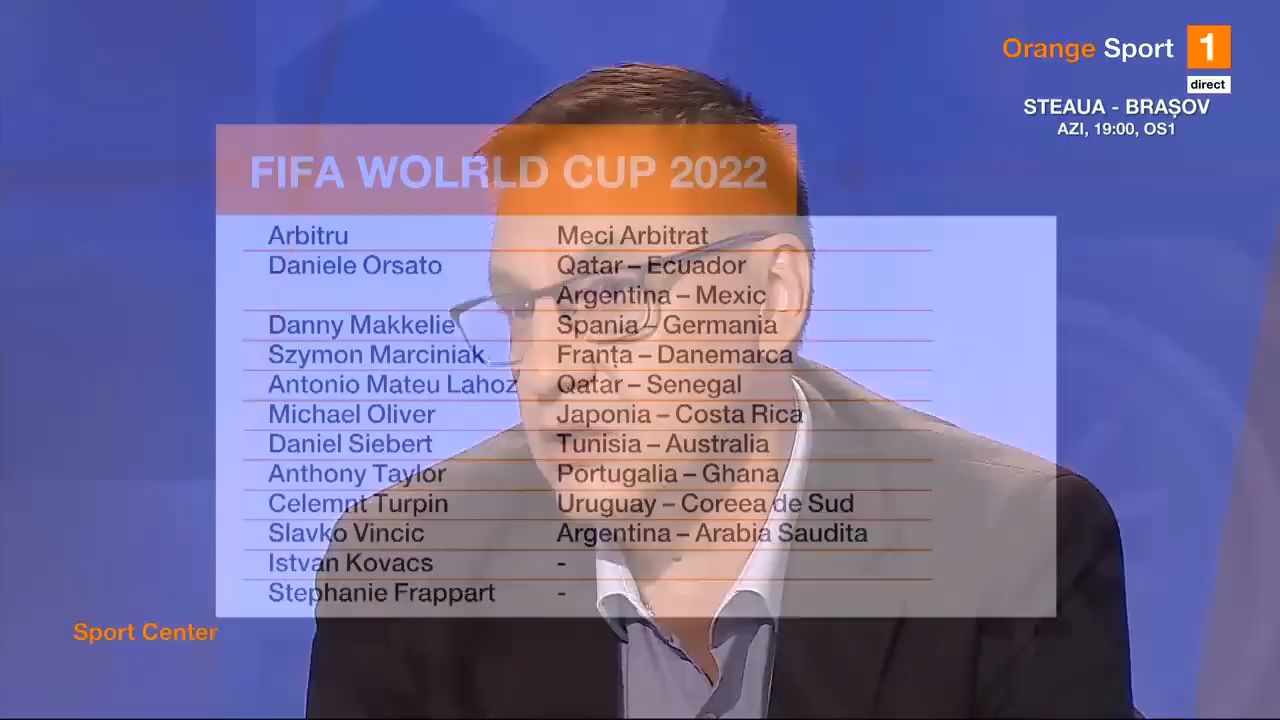 Orange Sport 1
direct
STEAUA - BRAȘOV
AZI, 19:00, OS1
FIFA WOLRLD CUP 2022
Arbitru Meci Arbitrat
Daniele Orsato Qatar – Ecuador
Argentina – Mexic
Danny Makkelie Spania – Germania
Szymon Marciniak Franța – Danemarca
Antonio Mateu Lahoz Qatar – Senegal
Michael Oliver Japonia – Costa Rica
Daniel Siebert Tunisia – Australia
Anthony Taylor Portugalia – Ghana
Celemnt Turpin Uruguay – Coreea de Sud
Slavko Vincic Argentina – Arabia Saudita
Istvan Kovacs -
Stephanie Frappart -
Sport Center